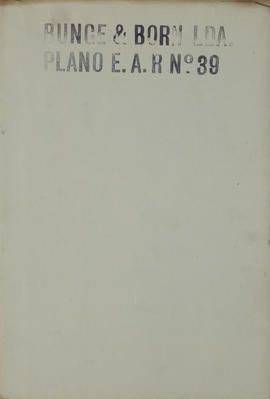 BUNGE & BORN LDA.
PLANO E. A. R Nº 39